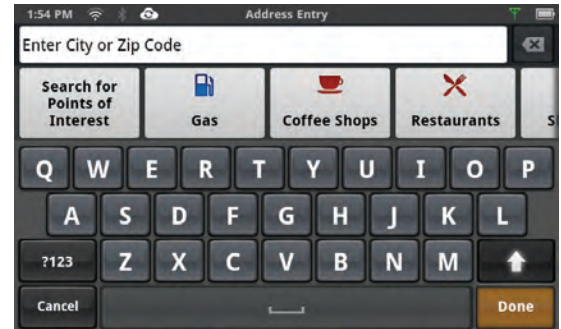 1:54 PM Address Entry
Enter City or Zip Code
Search for
Points of
Interest
Gas
Coffee Shops
Restaurants
S
Q W E R T Y U I O P
A S D F G H J K L
?123 Z X C V B N M
Cancel Done